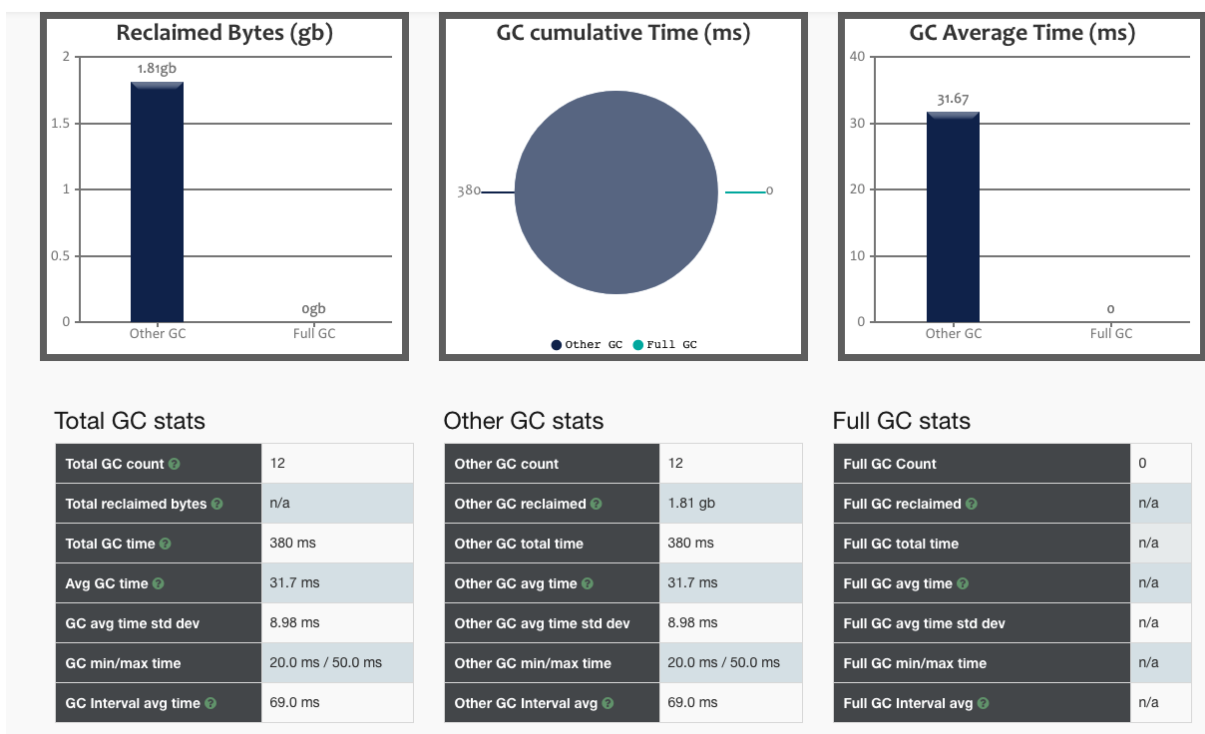 Reclaimed Bytes (gb)
2
1.81gb
1.5
1
0.5
0gb
0
Other GC Full GC
GC cumulative Time (ms)
380 0
Other GC Full GC
GC Average Time (ms)
40
31.67
30
20
10
0
0
Other GC Full GC
Total GC stats
Total GC count ? 12
Total reclaimed bytes ? n/a
Total GC time ? 380 ms
Avg GC time ? 31.7 ms
GC avg time std dev 8.98 ms
GC min/max time 20.0 ms / 50.0 ms
GC Interval avg time ? 69.0 ms
Other GC stats
Other GC count 12
Other GC reclaimed ? 1.81 gb
Other GC total time 380 ms
Other GC avg time ? 31.7 ms
Other GC avg time std dev 8.98 ms
Other GC min/max time 20.0 ms / 50.0 ms
Other GC Interval avg ? 69.0 ms
Full GC stats
Full GC Count 0
Full GC reclaimed ? n/a
Full GC total time n/a
Full GC avg time ? n/a
Full GC avg time std dev n/a
Full GC min/max time n/a
Full GC Interval avg ? n/a